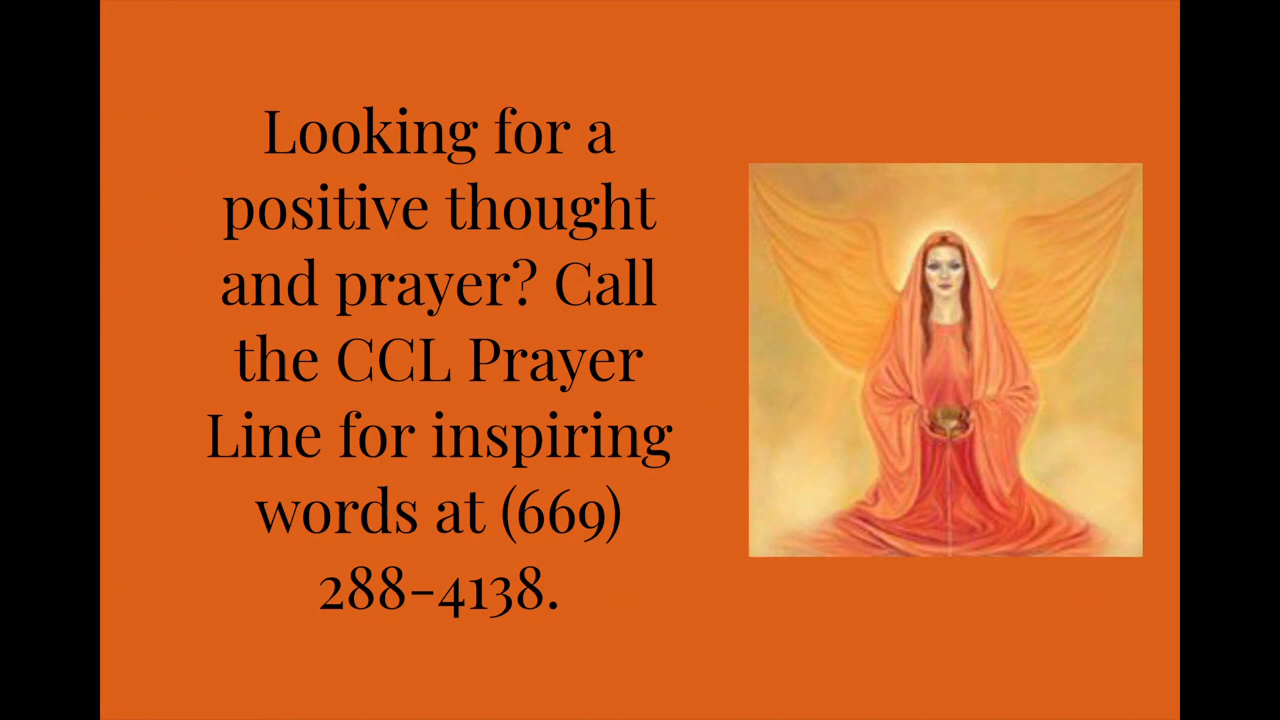 Looking for a
positive thought
and prayer? Call
the CCL Prayer
Line for inspiring
words at (669)
288-4138.